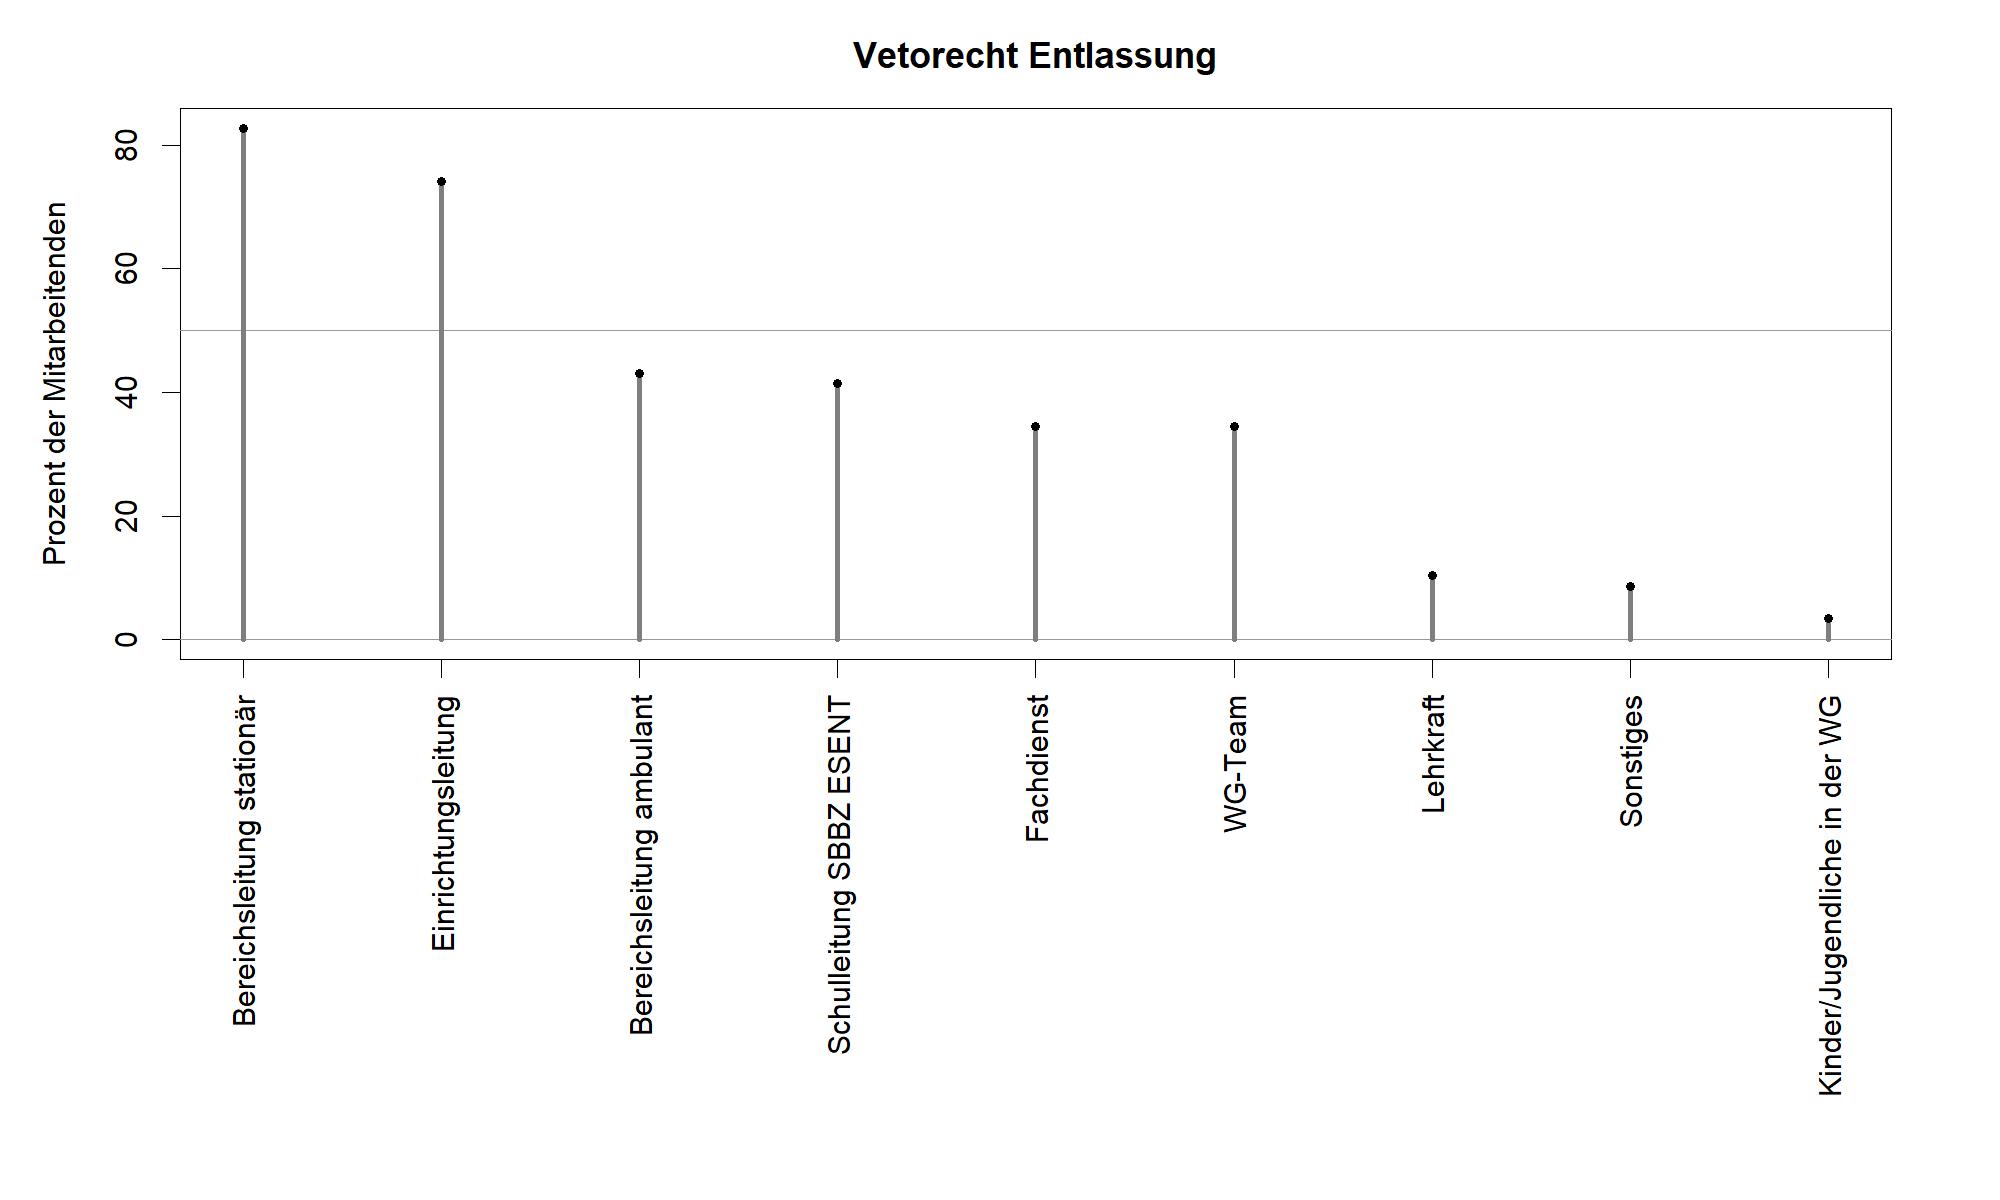 Vetorecht Entlassung
Prozent der Mitarbeitenden
80
60
40
20
0
Bereichsleitung stationär
Einrichtungsleitung
Bereichsleitung ambulant
Schulleitung SBBZ ESENT
Fachdienst
WG-Team
Lehrkraft
Sonstiges
Kinder/Jugendliche in der WG